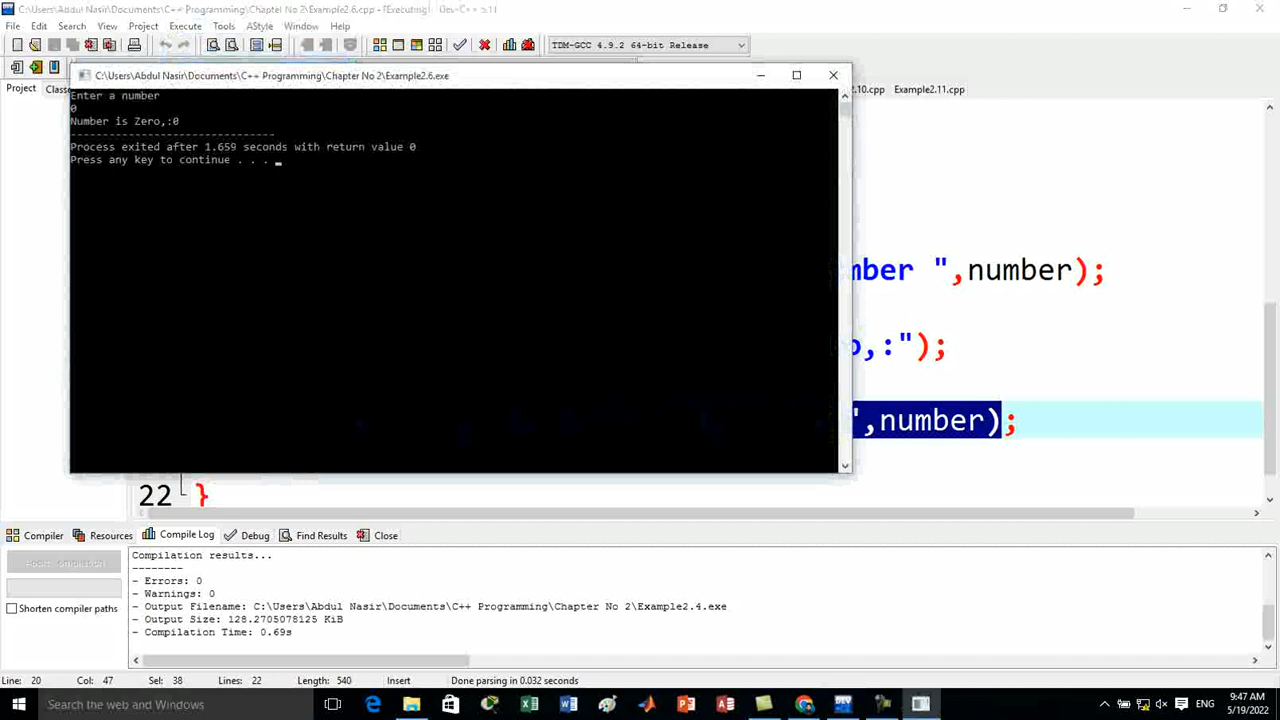 C:\Users\Abdul Nasir\Documents\C++ Programming\Chapter No 2\Example2.6.cpp - [Executing] - Dev-C++ 5.11
File Edit Search View Project Execute Tools AStyle Window Help
TDM-GCC 4.9.2 64-bit Release
C:\Users\Abdul Nasir\Documents\C++ Programming\Chapter No 2\Example2.6.exe
Project Classe 2.10.cpp Example2.11.cpp
Enter a number
0
Number is Zero,:0
--------------------------------
Process exited after 1.659 seconds with return value 0
Press any key to continue . . . _
mber ",number);
o,:");
",number);
22 }
Compiler Resources Compile Log Debug Find Results Close
Compilation results...
--------
- Errors: 0
- Warnings: 0
- Output Filename: C:\Users\Abdul Nasir\Documents\C++ Programming\Chapter No 2\Example2.4.exe
- Output Size: 128.2705078125 KiB
- Compilation Time: 0.69s
Shorten compiler paths
Line: 20 Col: 47 Sel: 38 Lines: 22 Length: 540 Insert Done parsing in 0.032 seconds
Search the web and Windows
ENG
9:47 AM
5/19/2022